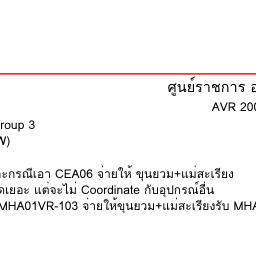 ศูนย์ราชการ
AVR 200
roup 3
W)
ะกรณีเอา CEA06 จ่ายให้ ขุนยวม+แม่สะเรียง
ดเยอะ แต่จะไม่ Coordinate กับอุปกรณ์อื่น
MHA01VR-103 จ่ายให้ขุนยวม+แม่สะเรียงรับ MHA